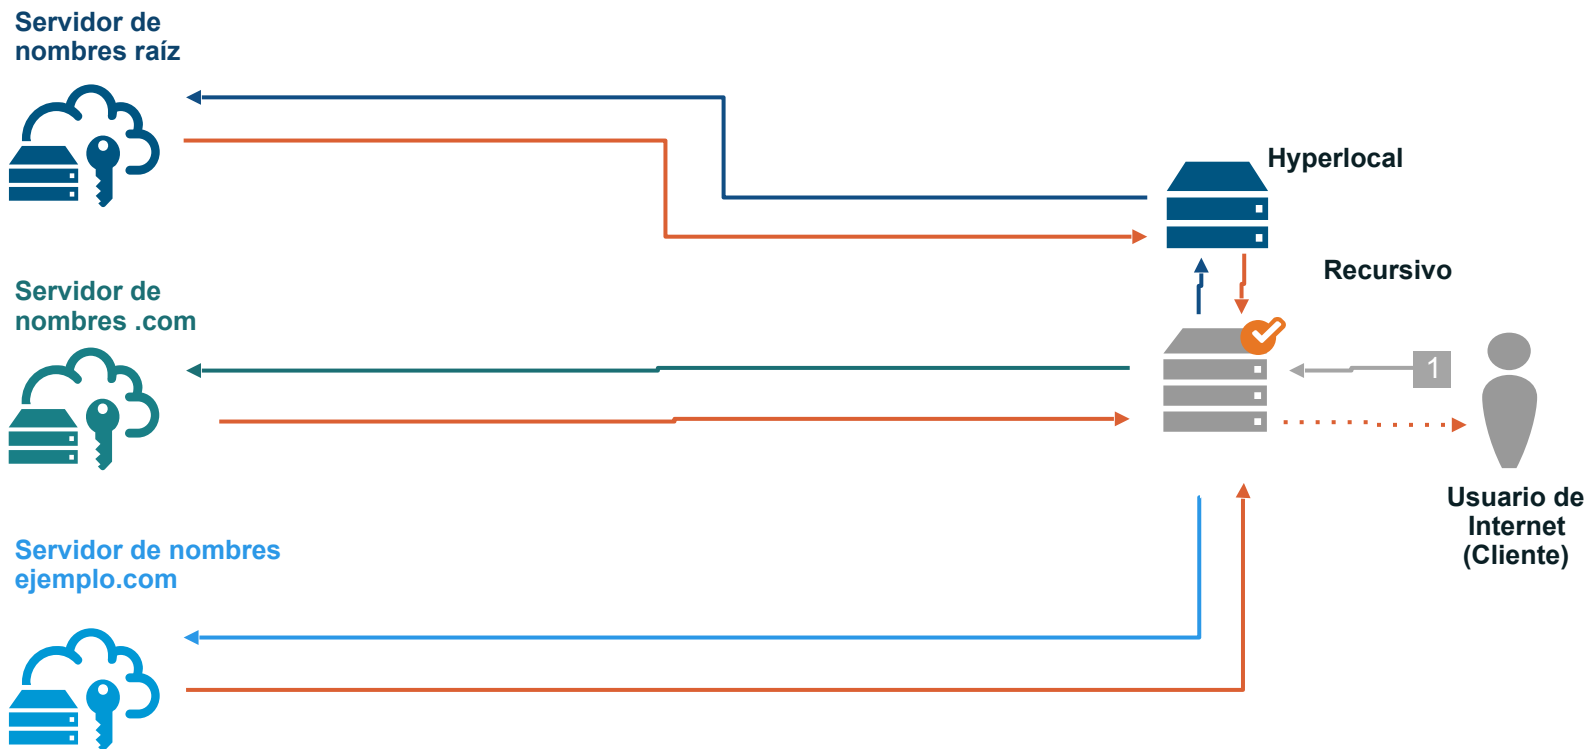 Servidor de
nombres raíz
Hyperlocal
Recursivo
Servidor de
nombres .com
1
Usuario de
Internet
(Cliente)
Servidor de nombres
ejemplo.com